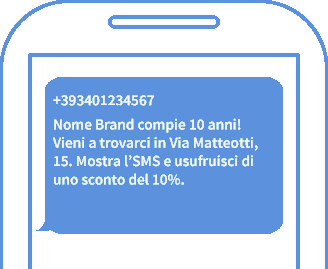 +393401234567
Nome Brand compie 10 anni!
Vieni a trovarci in Via Matteotti,
15. Mostra l'SMS e usufruisci di
uno sconto del 10%.